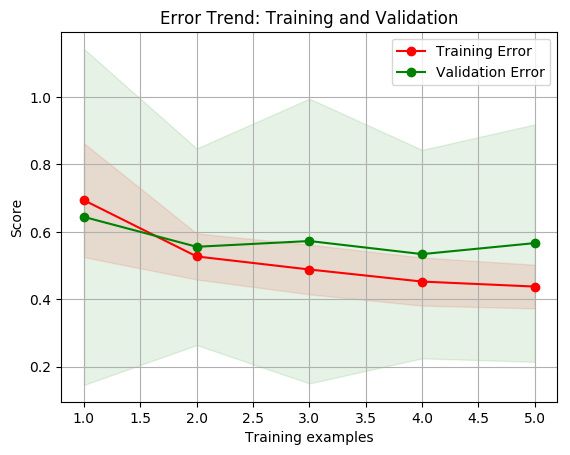 Error Trend: Training and Validation
Training Error
Validation Error
Score
1.0
0.8
0.6
0.4
0.2
1.0 1.5 2.0 2.5 3.0 3.5 4.0 4.5 5.0
Training examples